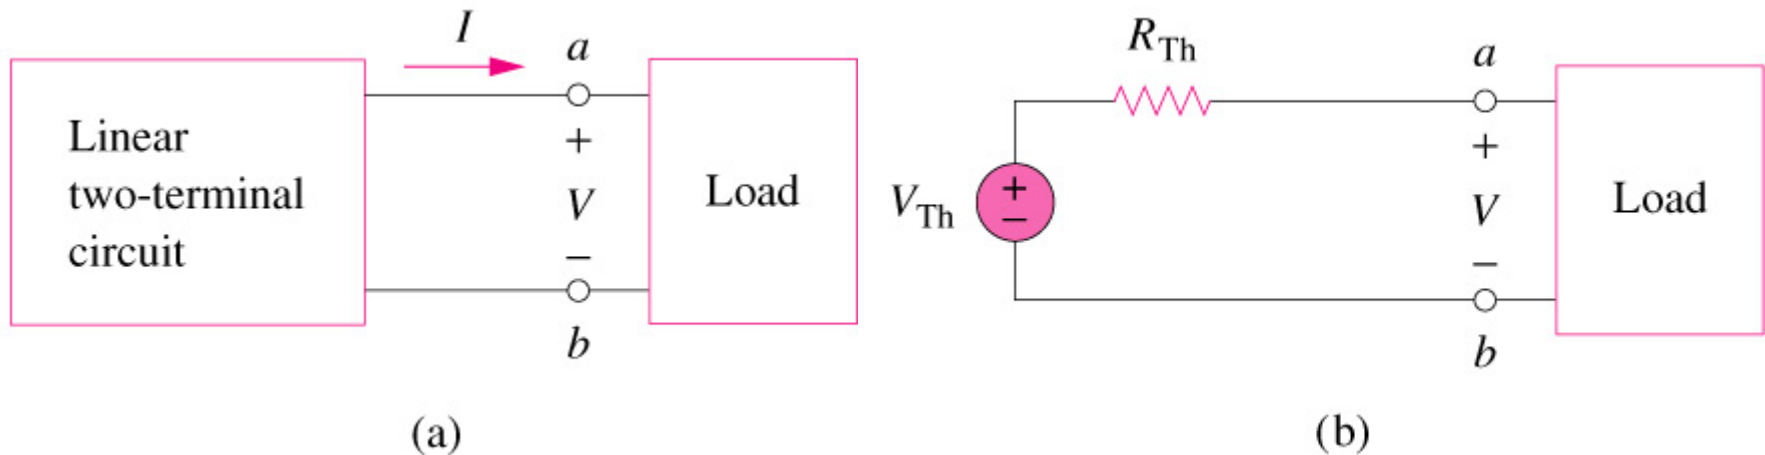 I
a
Linear
two-terminal
circuit
+
V
−
b
Load
(a)
R_Th
a
V_Th
+
−
+
V
−
b
Load
(b)